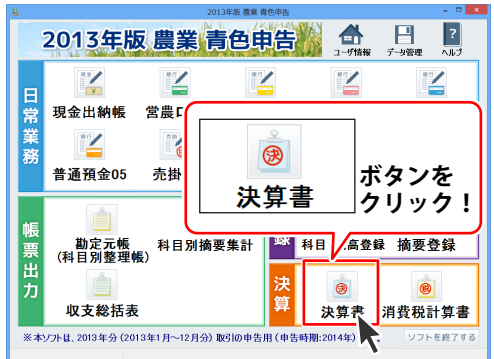 2013年版 農業 青色申告
2013年版 農業 青色申告
ユーザ情報
データ管理
ヘルプ
日常業務
現金出納帳
営農口
普通預金05
売掛
決算書
ボタンを
クリック！
帳票出力
勘定元帳
(科目別整理帳)
科目別摘要集計
収支総括表
録
科目
高登録
摘要登録
決算
決算書
消費税計算書
※本ソフトは、2013年分(2013年1月～12月分)取引の申告用(申告時期:2014年)
ソフトを終了する